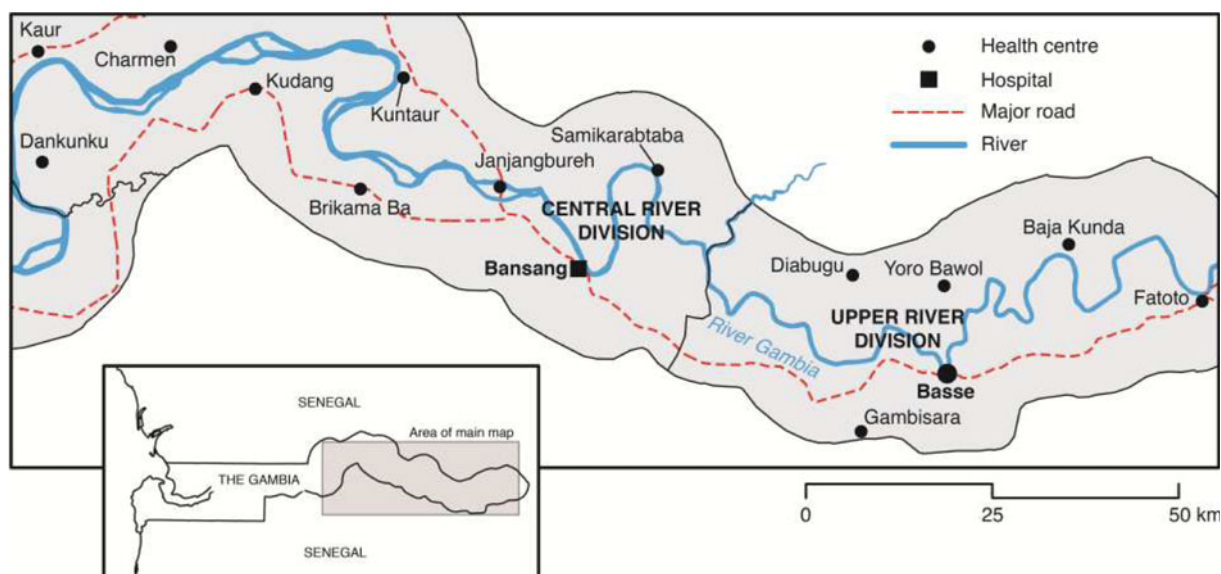 Kaur
Charmen
Kudang
Kuntaur
Dankunku
Samikarabtaba
Janjangbureh
Brikama Ba
CENTRAL RIVER
DIVISION
Bansang
Health centre
Hospital
Major road
River
Baja Kunda
Diabugu
Yoro Bawol
Fatoto
UPPER RIVER
DIVISION
River Gambia
Basse
Gambisara
SENEGAL
Area of main map
THE GAMBIA
SENEGAL
0 25 50 km